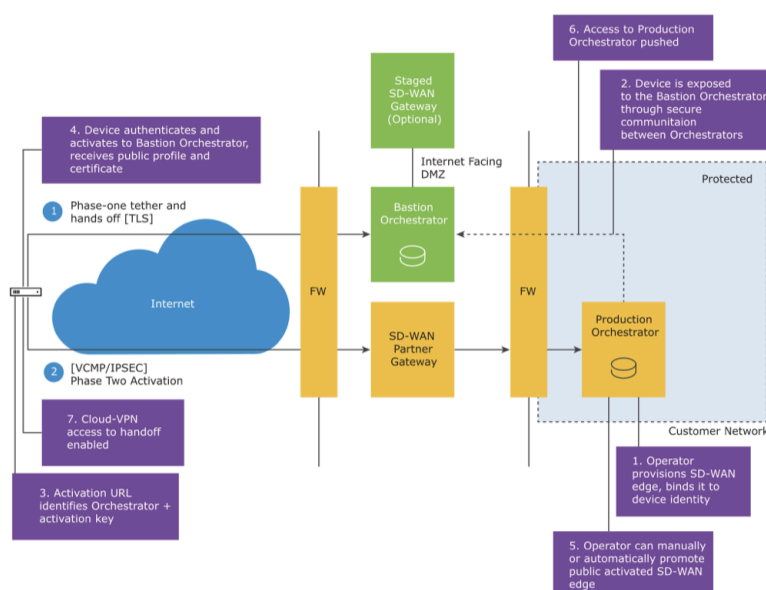 6. Access to Production
Orchestrator pushed
Staged
SD-WAN
Gateway
(Optional)
2. Device is exposed
to the Bastion Orchestrator
through secure
communitaion
between Orchestrators
4. Device authenticates and
activates to Bastion Orchestrator,
receives public profile and
certificate
Internet Facing
DMZ
Protected
1
Phase-one tether and
hands off [TLS]
Bastion
Orchestrator
Internet
FW
FW
SD-WAN
Partner
Gateway
Production
Orchestrator
2
[VCMP/IPSEC]
Phase Two Activation
7. Cloud-VPN
access to handoff
enabled
Customer Network
3. Activation URL
identifies Orchestrator +
activation key
1. Operator
provisions SD-WAN
edge, binds it to
device identity
5. Operator can manually
or automatically promote
public activated SD-WAN
edge